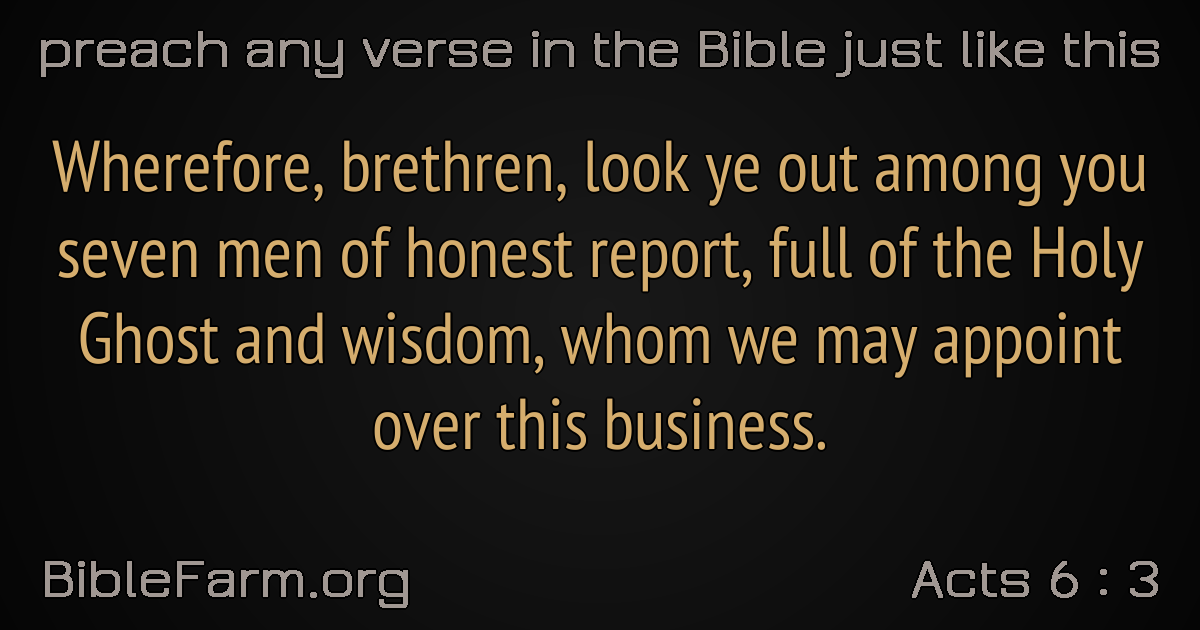 preach any verse in the Bible just like this
Wherefore, brethren, look ye out among you
seven men of honest report, full of the Holy
Ghost and wisdom, whom we may appoint
over this business.
BibleFarm.org
Acts 6 : 3